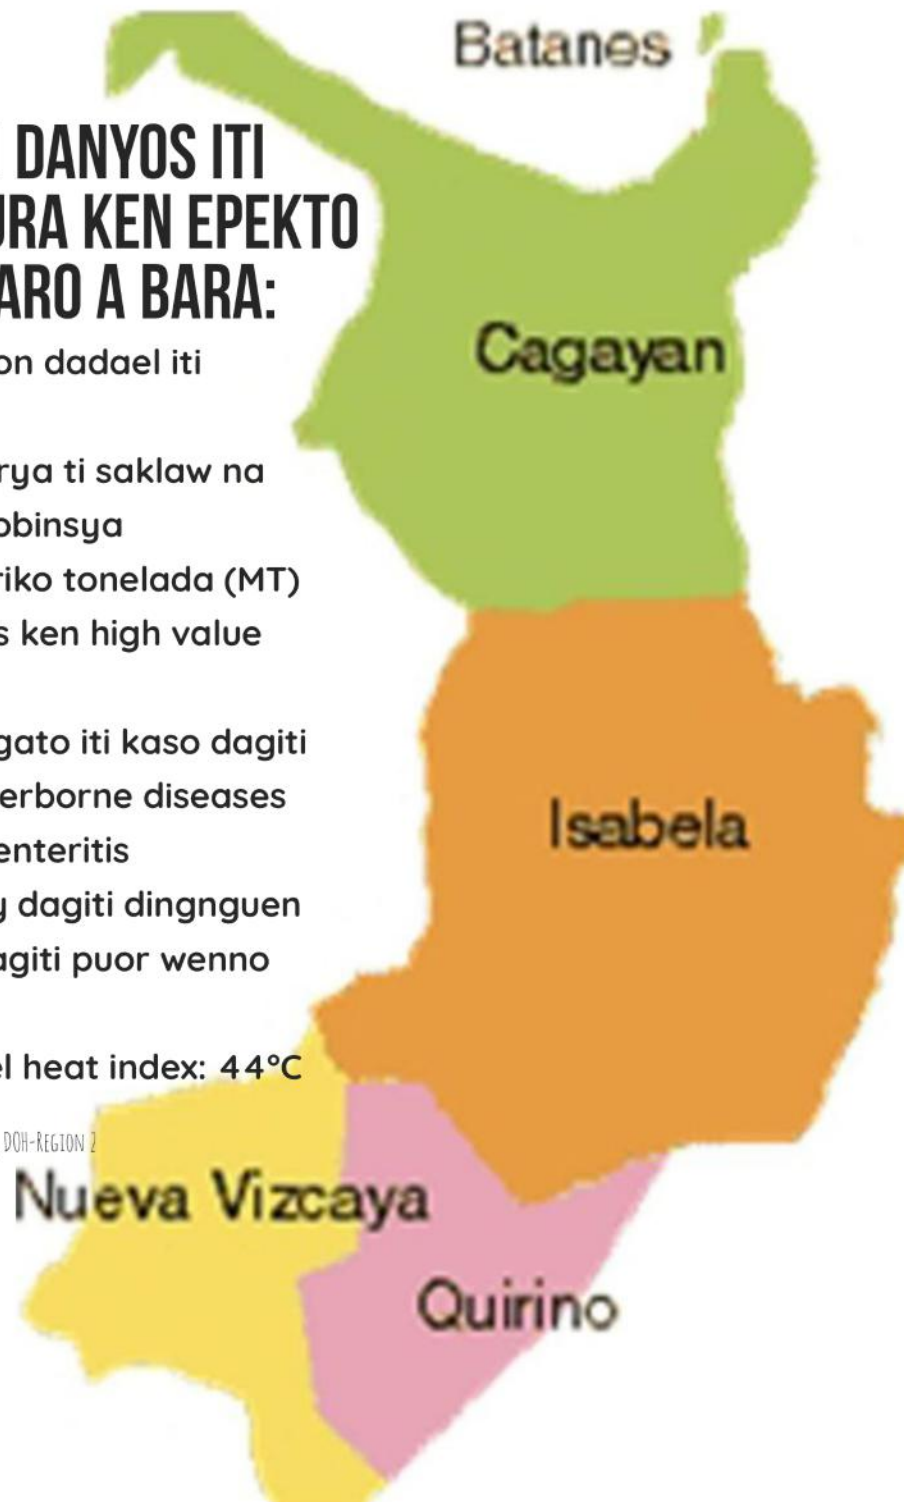 Batanes
DANYOS ITI
URA KEN EPEKTO
ARO A BARA:
on dadael iti
Cagayan
rya ti saklaw na
obinsya
riko tonelada (MT)
s ken high value
gato iti kaso dagiti
erborne diseases
enteritis
Isabela
y dagiti dingnguen
agiti puor wenno
el heat index: 44°C
DOH-REGION 2
Nueva Vizcaya
Quirino